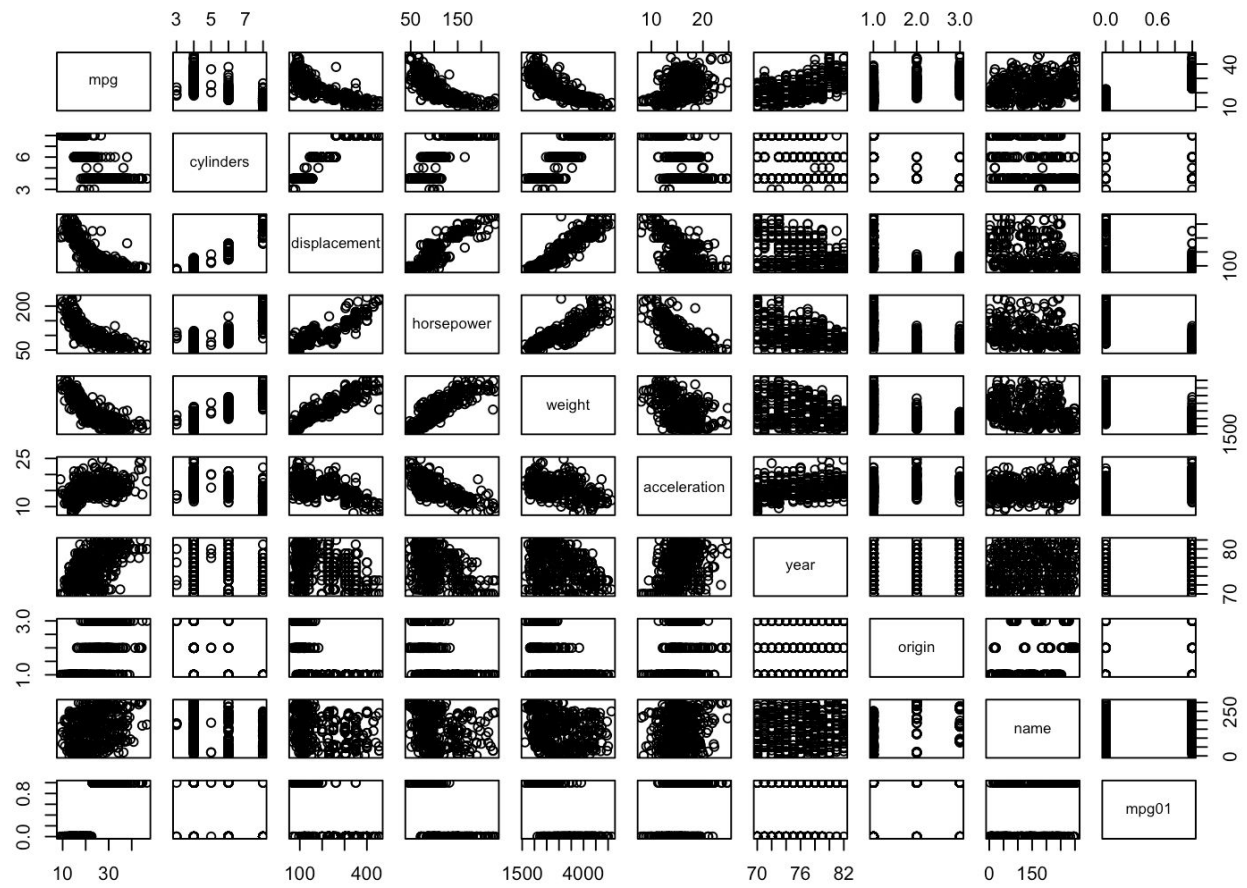 3 5 7 50 150 10 20 1.0 2.0 3.0 0.0 0.6
mpg 10 40
3 6 cylinders
displacement 100
50 200 horsepower
weight 1500
10 25 acceleration
year 70 80
1.0 3.0 origin
name 0 250
0.0 0.8 mpg01
10 30 100 400 1500 4000 70 76 82 0 150